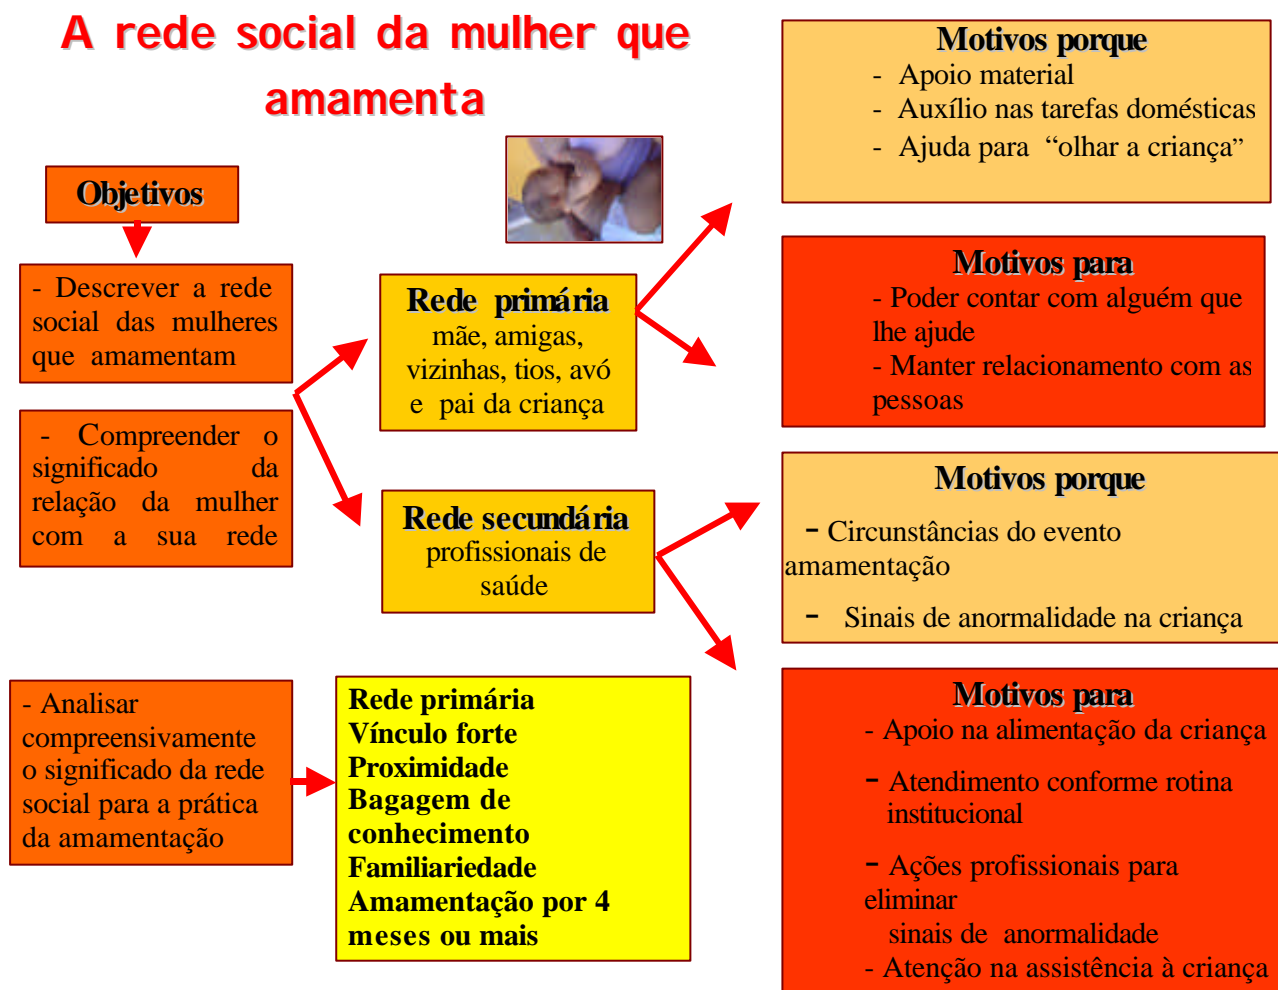 A rede social da mulher que
amamenta
Objetivos
- Descrever a rede
social das mulheres
que amamentam
- Compreender o
significado da
relação da mulher
com a sua rede
- Analisar
compreensivamente
o significado da rede
social para a prática
da amamentação
Rede primária
mãe, amigas,
vizinhas, tios, avó
e pai da criança
Rede secundária
profissionais de
saúde
Rede primária
Vínculo forte
Proximidade
Bagagem de
conhecimento
Familiariedade
Amamentação por 4
meses ou mais
Motivos porque
- Apoio material
- Auxílio nas tarefas domésticas
- Ajuda para “olhar a criança”
Motivos para
- Poder contar com alguém que
lhe ajude
- Manter relacionamento com as
pessoas
Motivos porque
- Circunstâncias do evento
amamentação
- Sinais de anormalidade na criança
Motivos para
- Apoio na alimentação da criança
- Atendimento conforme rotina
institucional
- Ações profissionais para
eliminar
sinais de anormalidade
- Atenção na assistência à criança